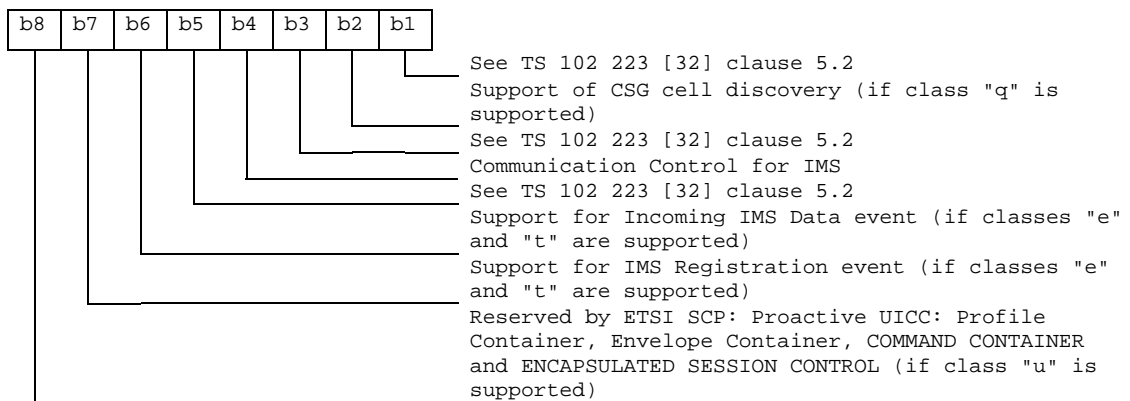 b8 b7 b6 b5 b4 b3 b2 b1
See TS 102 223 [32] clause 5.2
Support of CSG cell discovery (if class "q" is
supported)
See TS 102 223 [32] clause 5.2
Communication Control for IMS
See TS 102 223 [32] clause 5.2
Support for Incoming IMS Data event (if classes "e"
and "t" are supported)
Support for IMS Registration event (if classes "e"
and "t" are supported)
Reserved by ETSI SCP: Proactive UICC: Profile
Container, Envelope Container, COMMAND CONTAINER
and ENCAPSULATED SESSION CONTROL (if class "u" is
supported)